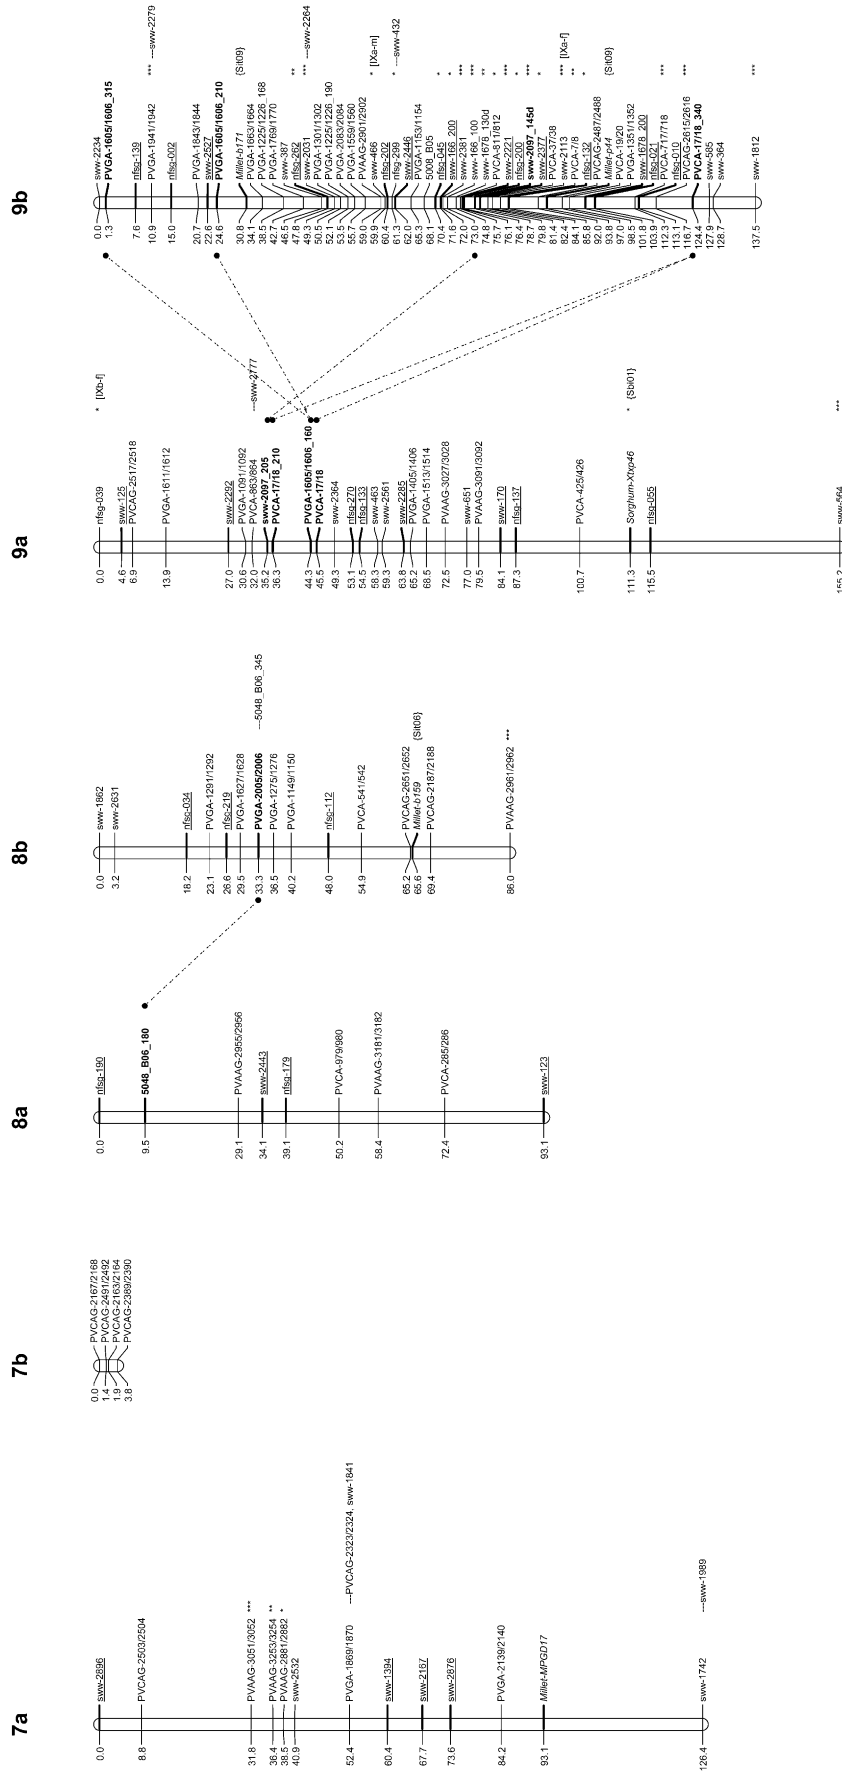 7a
0.0 sww-2896
8.8 PVCAG-2503/2504
31.8 PVAAG-3051/3052 ***
36.4 PVAAG-3253/3254 **
38.5 PVAAG-2881/2882 *
40.9 sww-2532
52.4 PVGA-1869/1870 ---PVCAG-2323/2324, sww-1841
60.4 sww-1394
67.7 sww-2167
73.6 sww-2876
84.2 PVGA-2139/2140
93.1 Millet-MPGD17
126.4 sww-1742 ---sww-1989
7b
0.0 PVCAG-2167/2168
1.4 PVCAG-2491/2492
1.9 PVCAG-2163/2164
3.8 PVCAG-2389/2390
8a
0.0 nfsg-190
9.5 5048_B06_180
29.1 PVAAG-2955/2956
34.1 sww-2443
39.1 nfsg-179
50.2 PVCA-979/980
58.4 PVAAG-3181/3182
72.4 PVCA-285/286
93.1 sww-123
8b
0.0 sww-1862
3.2 sww-2631
18.2 nfsg-034
23.1 PVGA-1291/1292
26.6 nfsg-219
29.5 PVGA-1627/1628
33.3 PVGA-2005/2006 ---5048_B06_345
36.5 PVGA-1275/1276
40.2 PVGA-1149/1150
48.0 nfsg-112
54.9 PVCA-541/542
65.2 PVCAG-2651/2652
65.6 Millet-b159 {Sit06}
69.4 PVCAG-2187/2188
86.0 PVAAG-2961/2962 ***
9a
0.0 nfsg-039 * [IXb-f]
4.6 sww-125
6.9 PVCAG-2517/2518
13.9 PVGA-1611/1612
27.0 sww-2292
30.6 PVGA-1091/1092
32.0 PVCA-863/864 ---sww-2777
35.2 sww-2097_205
36.3 PVCA-17/18_210
44.3 PVGA-1605/1606_160
45.5 PVCA-17/18
49.3 sww-2364
53.1 nfsg-270
54.5 nfsg-133
58.3 sww-463
59.3 sww-2561
63.8 sww-2285
65.2 PVGA-1405/1406
68.5 PVGA-1513/1514
72.5 PVAAG-3027/3028
77.0 sww-651
79.5 PVAAG-3091/3092
84.1 sww-170
87.3 nfsg-137
100.7 PVCA-425/426
111.3 Sorghum-Xtxp46 * {Sbi01}
115.5 nfsg-055
155.2 sww-564 ***
9b
0.0 sww-2234
1.3 PVGA-1605/1606_315
7.6 nfsg-139
10.9 PVGA-1941/1942 *** ---sww-2279
15.0 nfsg-002
20.7 PVGA-1843/1844
22.6 sww-2527
24.6 PVGA-1605/1606_210
30.8 Millet-b171 {Sit09}
34.1 PVGA-1663/1664
38.5 PVGA-1225/1226_168
42.7 PVGA-1769/1770
46.5 sww-387
47.8 nfsg-262 **
49.3 sww-2031 *** ---sww-2264
50.5 PVGA-1301/1302
52.1 PVGA-1225/1226_190
53.5 PVGA-2083/2084
55.7 PVGA-1559/1560
59.0 PVAAG-2901/2902
59.9 sww-466 * [IXa-m]
60.4 nfsg-202
61.3 nfsg-299 * ---sww-432
62.0 sww-2446
65.3 PVGA-1153/1154
68.1 5008_B05
70.4 nfsg-045 *
71.6 sww-166_200 *
72.0 sww-2381 ***
73.0 sww-166_100 ***
74.8 sww-1678_130d **
75.7 PVCA-811/812 *
76.1 sww-2221 ***
76.4 nfsg-200 *
78.7 sww-2097_145d ***
79.8 sww-2377 *
81.4 PVCA-37/38
82.4 sww-2113 *** [IXa-f]
84.1 PVCA-7/8 **
85.8 nfsg-132 *
92.0 PVCAG-2487/2488
93.8 Millet-p44 {Sit09}
97.0 PVCA-19/20
98.5 PVGA-1351/1352
101.8 sww-1678_200
103.9 nfsg-021
112.3 PVCA-717/718 ***
113.6 nfsg-010
116.7 PVCAG-2615/2616 ***
124.4 PVCA-17/18_340
127.9 sww-585
128.7 sww-364
137.5 sww-1812 ***